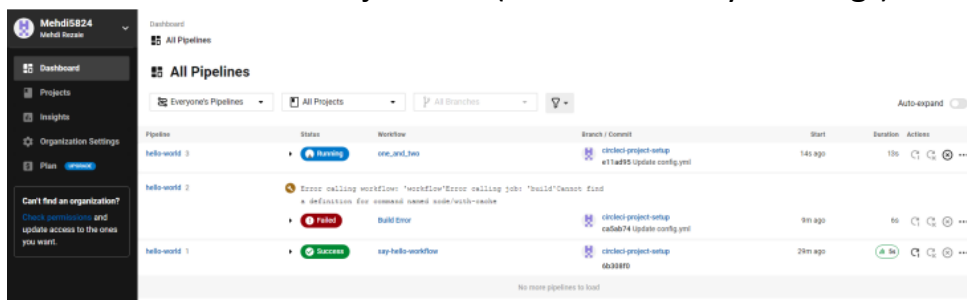 Mehdi5824
Mehdi Rezaie
Dashboard
Projects
Insights
Organization Settings
Plan UPGRADE
Can't find an organization?
Check permissions and
update access to the ones
you want.
Dashboard
All Pipelines
All Pipelines
Everyone's Pipelines
All Projects
All Branches
Auto-expand
Pipeline Status Workflow Branch / Commit Start Duration Actions
hello-world 3 Running one_and_two circleci-project-setup 14s ago 13s
e11ad95 Update config.yml
hello-world 2 Error calling workflow: 'workflow'Error calling job: 'build'Cannot find
a definition for command named node/with-cache
Failed Build Error circleci-project-setup 9m ago 6s
ca5ab74 Update config.yml
hello-world 1 Success say-hello-workflow circleci-project-setup 29m ago 5s
6b308f0
No more pipelines to load